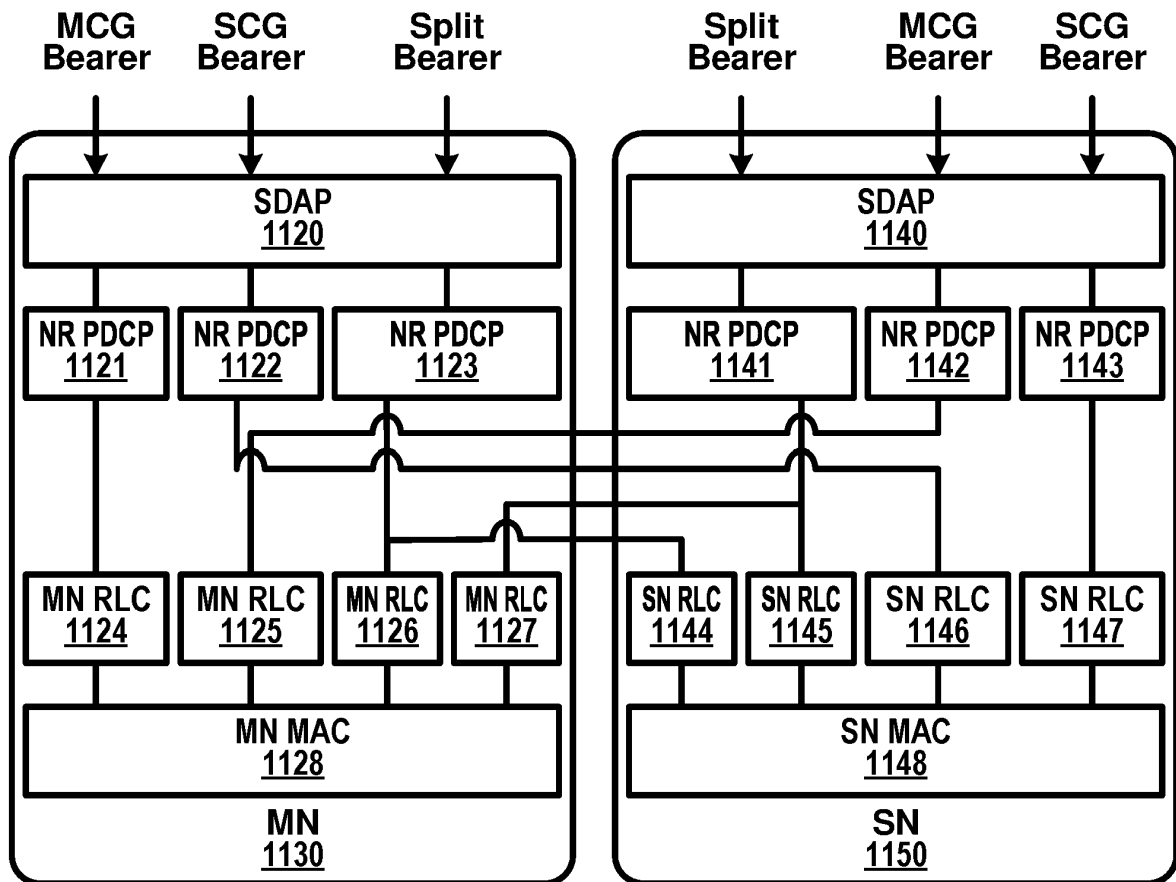 MCG
Bearer
SCG
Bearer
Split
Bearer
Split
Bearer
MCG
Bearer
SCG
Bearer
SDAP
1120
SDAP
1140
NR PDCP
1121
NR PDCP
1122
NR PDCP
1123
NR PDCP
1141
NR PDCP
1142
NR PDCP
1143
MN RLC
1124
MN RLC
1125
MN RLC
1126
MN RLC
1127
SN RLC
1144
SN RLC
1145
SN RLC
1146
SN RLC
1147
MN MAC
1128
SN MAC
1148
MN
1130
SN
1150